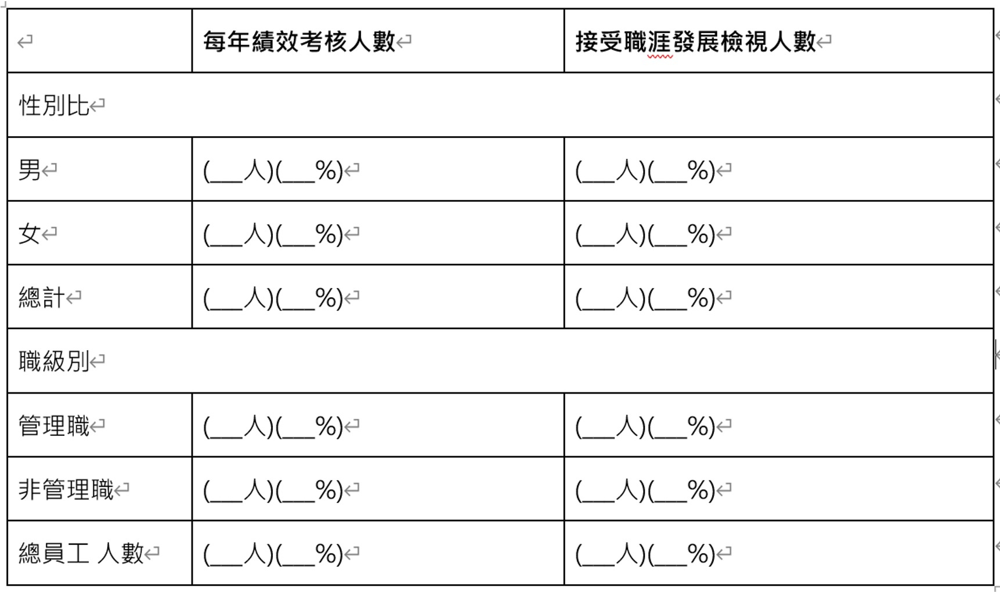 每年績效考核人數 接受職涯發展檢視人數
性別比
男 (___人)(___%) (___人)(___%)
女 (___人)(___%) (___人)(___%)
總計 (___人)(___%) (___人)(___%)
職級別
管理職 (___人)(___%) (___人)(___%)
非管理職 (___人)(___%) (___人)(___%)
總員工 人數 (___人)(___%) (___人)(___%)